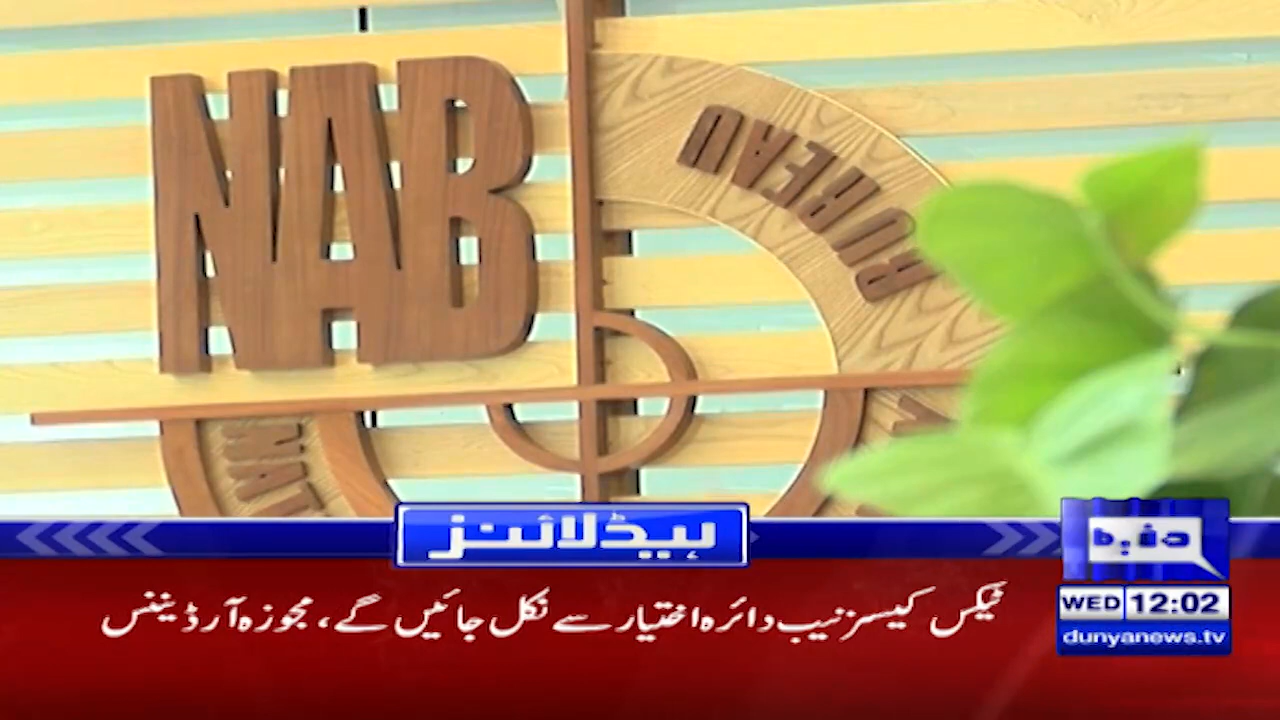 NAB
BUREAU
NAT
ہیڈلائنز
دنیا
ٹیکس کیسز نیب دائرہ اختیار سے نکل جائیں گے، مجوزہ آرڈیننس
WED 12:02
dunyanews.tv